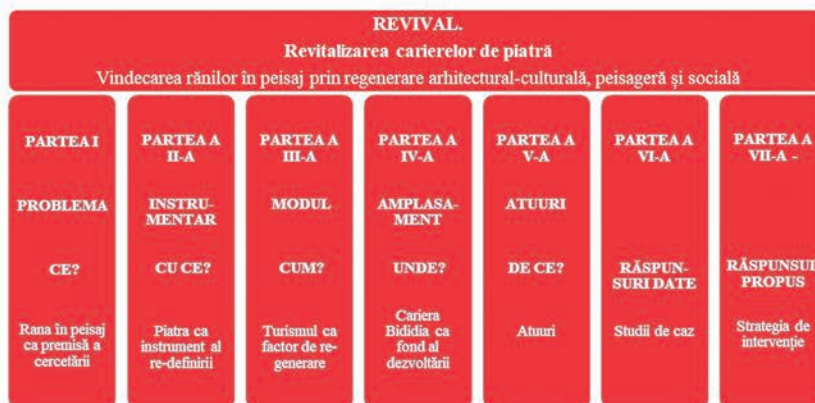 REVIVAL.
Revitalizarea carierelor de piatră
Vindecarea rănilor în peisaj prin regenerare arhitectural-culturală, peisageră și socială
PARTEA I
PROBLEMA
CE?
Rana în peisaj
ca premisă a
cercetării
PARTEA A
II-A
INSTRU-
MENTAR
CU CE?
Piatra ca
instrument al
re-definirii
PARTEA A
III-A
MODUL
CUM?
Turismul ca
factor de re-
generare
PARTEA A
IV-A
AMPLASA-
MENT
UNDE?
Cariera
Bididia ca
fond al
dezvoltării
PARTEA A
V-A
ATUURI
DE CE?
Atuuri
PARTEA A
VI-A
RĂSPUN-
SURI DATE
Studii de caz
PARTEA A
VII-A -
RĂSPUNSUL
PROPUS
Strategia de
intervenție